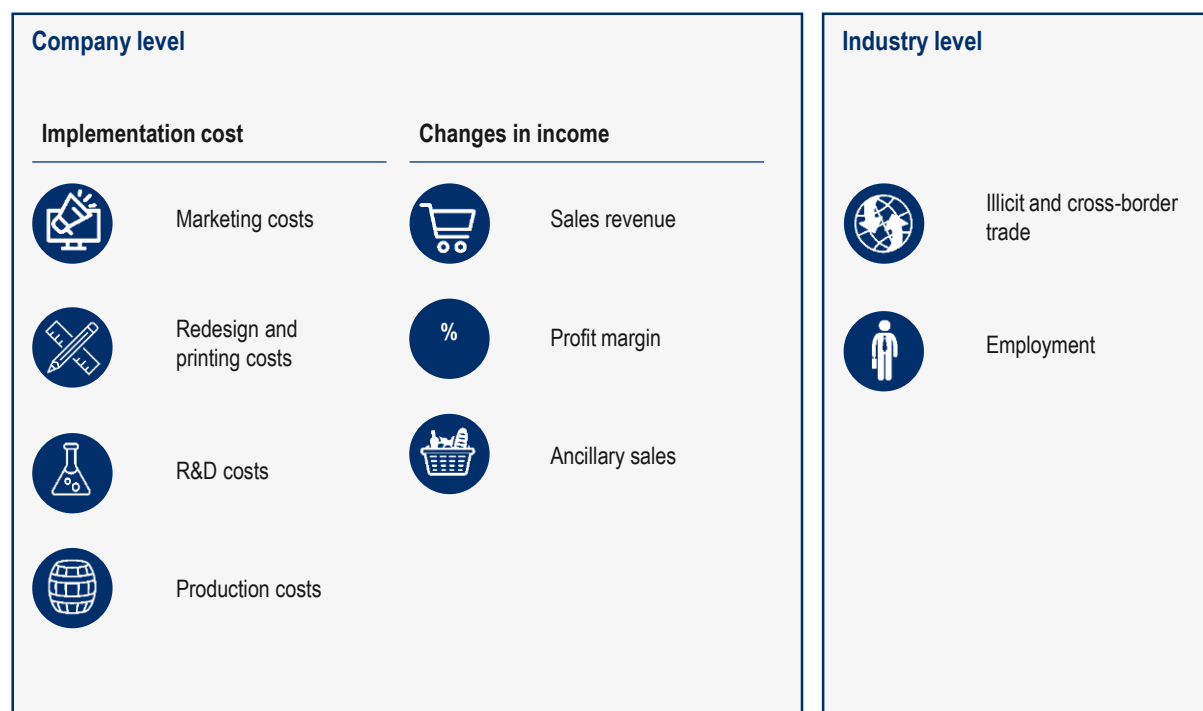 Company level
Implementation cost
Marketing costs
Redesign and
printing costs
R&D costs
Production costs
Changes in income
Sales revenue
%
Profit margin
Ancillary sales
Industry level
Illicit and cross-border
trade
Employment